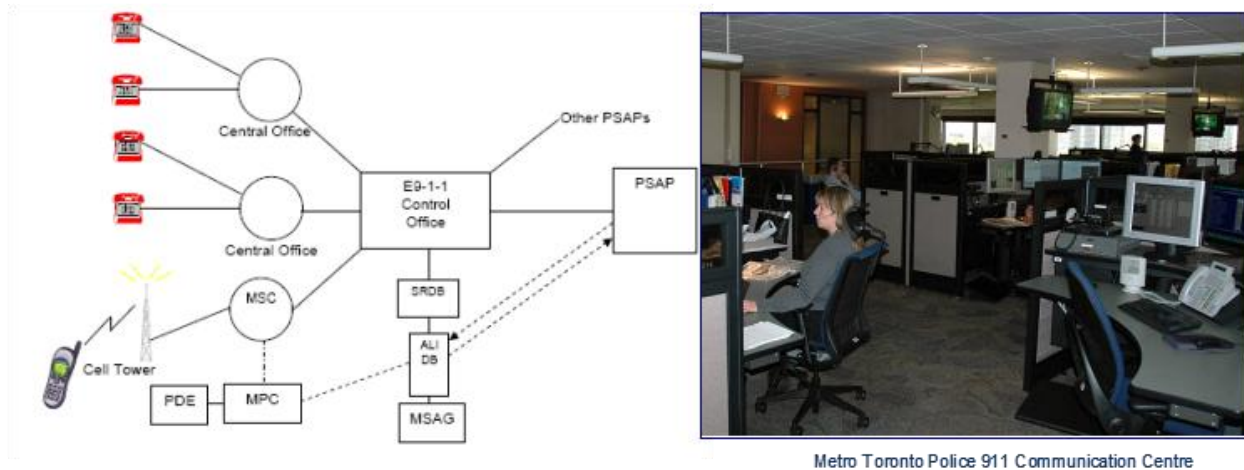 Central Office
Other PSAPs
E9-1-1
Control
Office
PSAP
Central Office
MSC
SRDB
ALI
DB
Cell Tower
PDE
MPC
MSAG
Metro Toronto Police 911 Communication Centre